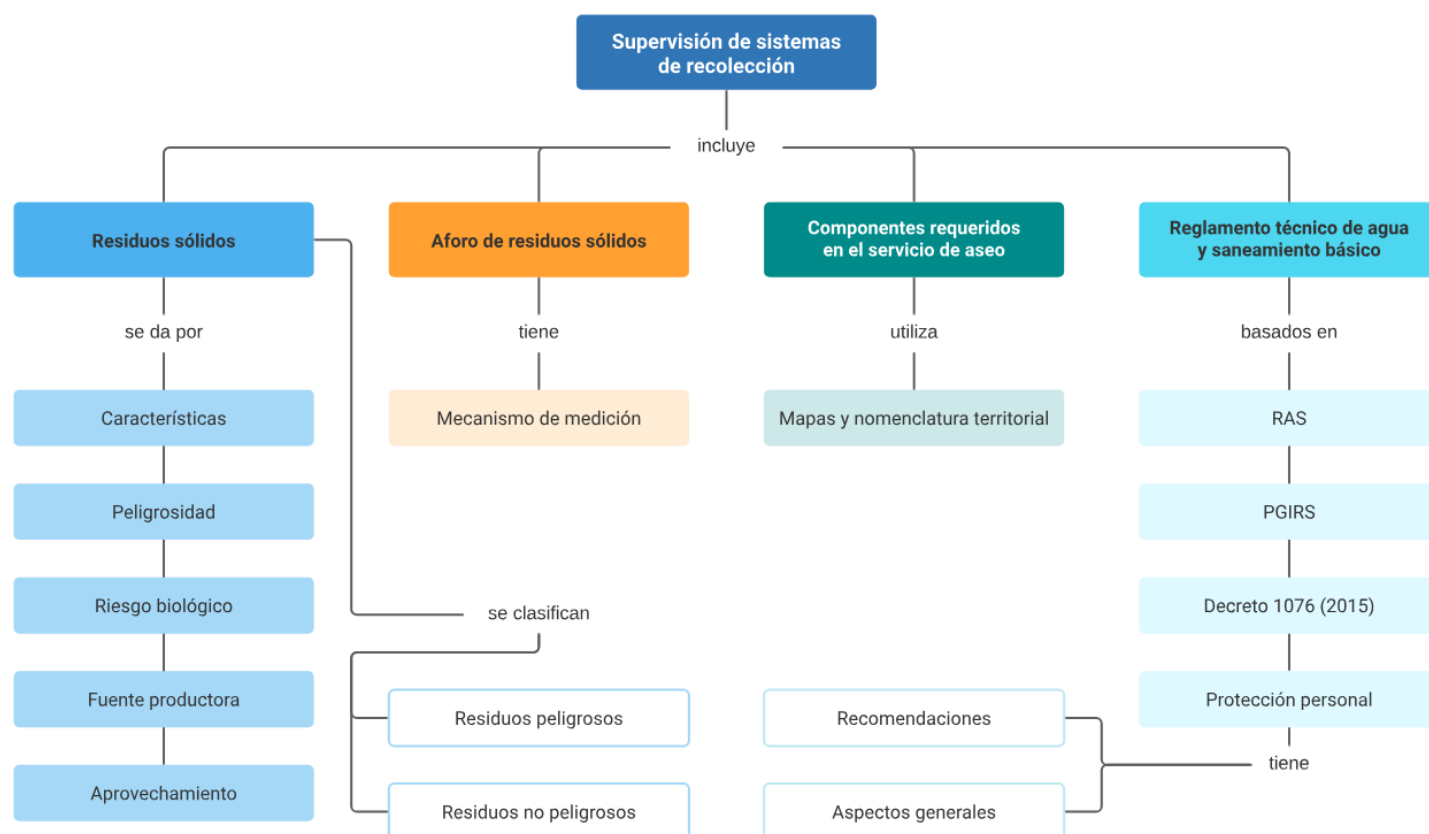 Supervisión de sistemas
de recolección
incluye
Residuos sólidos
Aforo de residuos sólidos
Componentes requeridos
en el servicio de aseo
Reglamento técnico de agua
y saneamiento básico
se da por
tiene
utiliza
basados en
Características
Mecanismo de medición
Mapas y nomenclatura territorial
RAS
Peligrosidad
PGIRS
Riesgo biológico
se clasifican
Decreto 1076 (2015)
Fuente productora
Residuos peligrosos
Recomendaciones
Protección personal
tiene
Aprovechamiento
Residuos no peligrosos
Aspectos generales